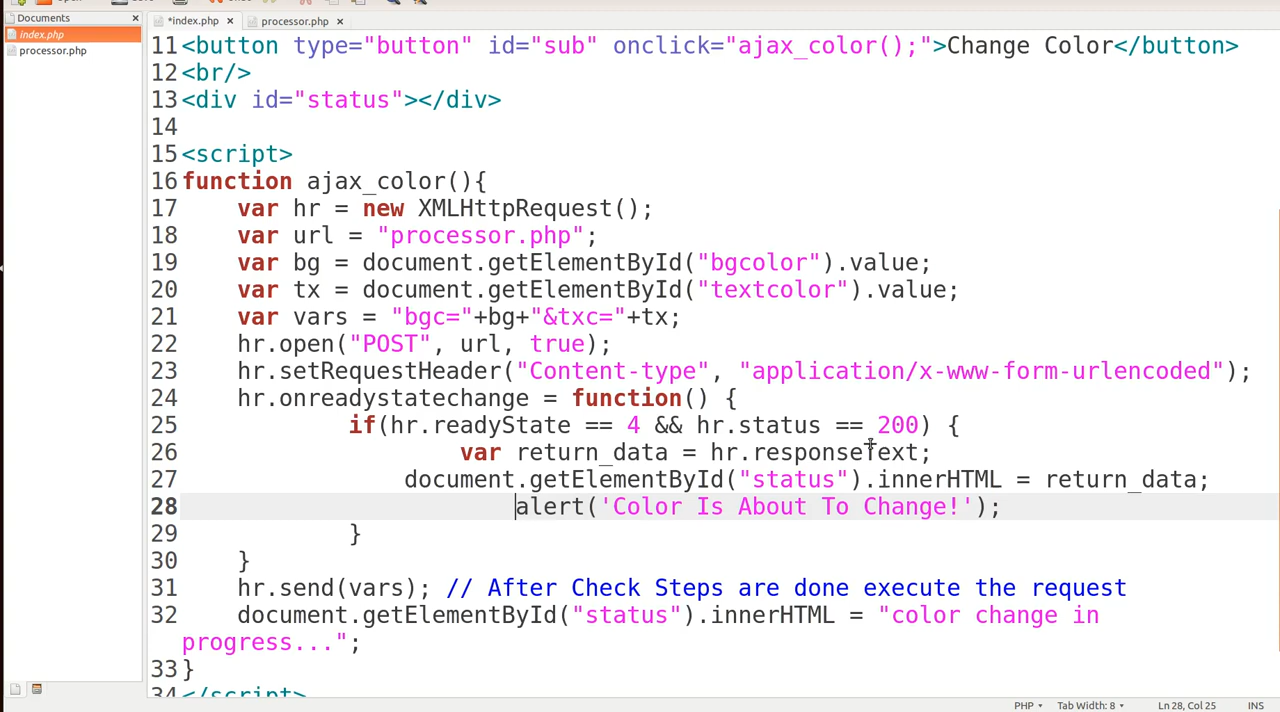 Documents
*index.php
processor.php
index.php
processor.php
11 <button type="button" id="sub" onclick="ajax_color();">Change Color</button>
12 <br/>
13 <div id="status"></div>
14
15 <script>
16 function ajax_color(){
17     var hr = new XMLHttpRequest();
18     var url = "processor.php";
19     var bg = document.getElementById("bgcolor").value;
20     var tx = document.getElementById("textcolor").value;
21     var vars = "bgc="+bg+"&txc="+tx;
22     hr.open("POST", url, true);
23     hr.setRequestHeader("Content-type", "application/x-www-form-urlencoded");
24     hr.onreadystatechange = function() {
25             if(hr.readyState == 4 && hr.status == 200) {
26                     var return_data = hr.responseText;
27                 document.getElementById("status").innerHTML = return_data;
28                         alert('Color Is About To Change!');
29             }
30     }
31     hr.send(vars); // After Check Steps are done execute the request
32     document.getElementById("status").innerHTML = "color change in
progress...";
33 }
34 </script>
PHP
Tab Width: 8
Ln 28, Col 25
INS